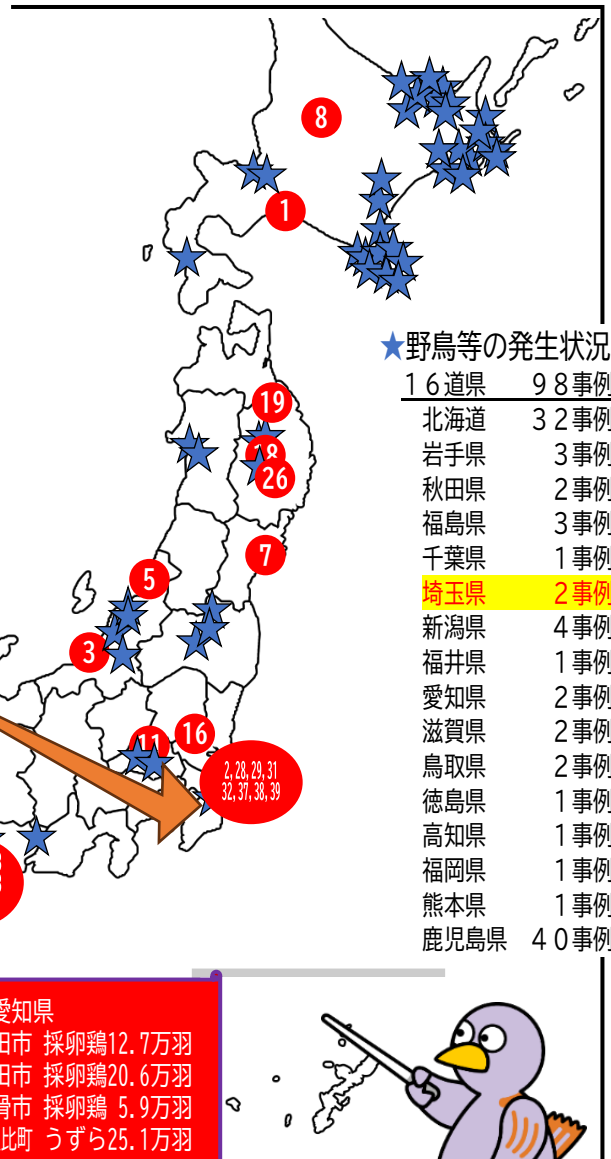 8
1
★野鳥等の発生状況
16道県 98事例
北海道 32事例
岩手県 3事例
秋田県 2事例
福島県 3事例
千葉県 1事例
埼玉県 2事例
新潟県 4事例
福井県 1事例
愛知県 2事例
滋賀県 2事例
鳥取県 2事例
徳島県 1事例
高知県 1事例
福岡県 1事例
熊本県 1事例
鹿児島県 40事例
19
18
26
7
5
3
11
16
2, 28, 29, 31
32, 37, 38, 39
愛知県
田市 採卵鶏12.7万羽
田市 採卵鶏20.6万羽
滑市 採卵鶏 5.9万羽
比町 うずら25.1万羽